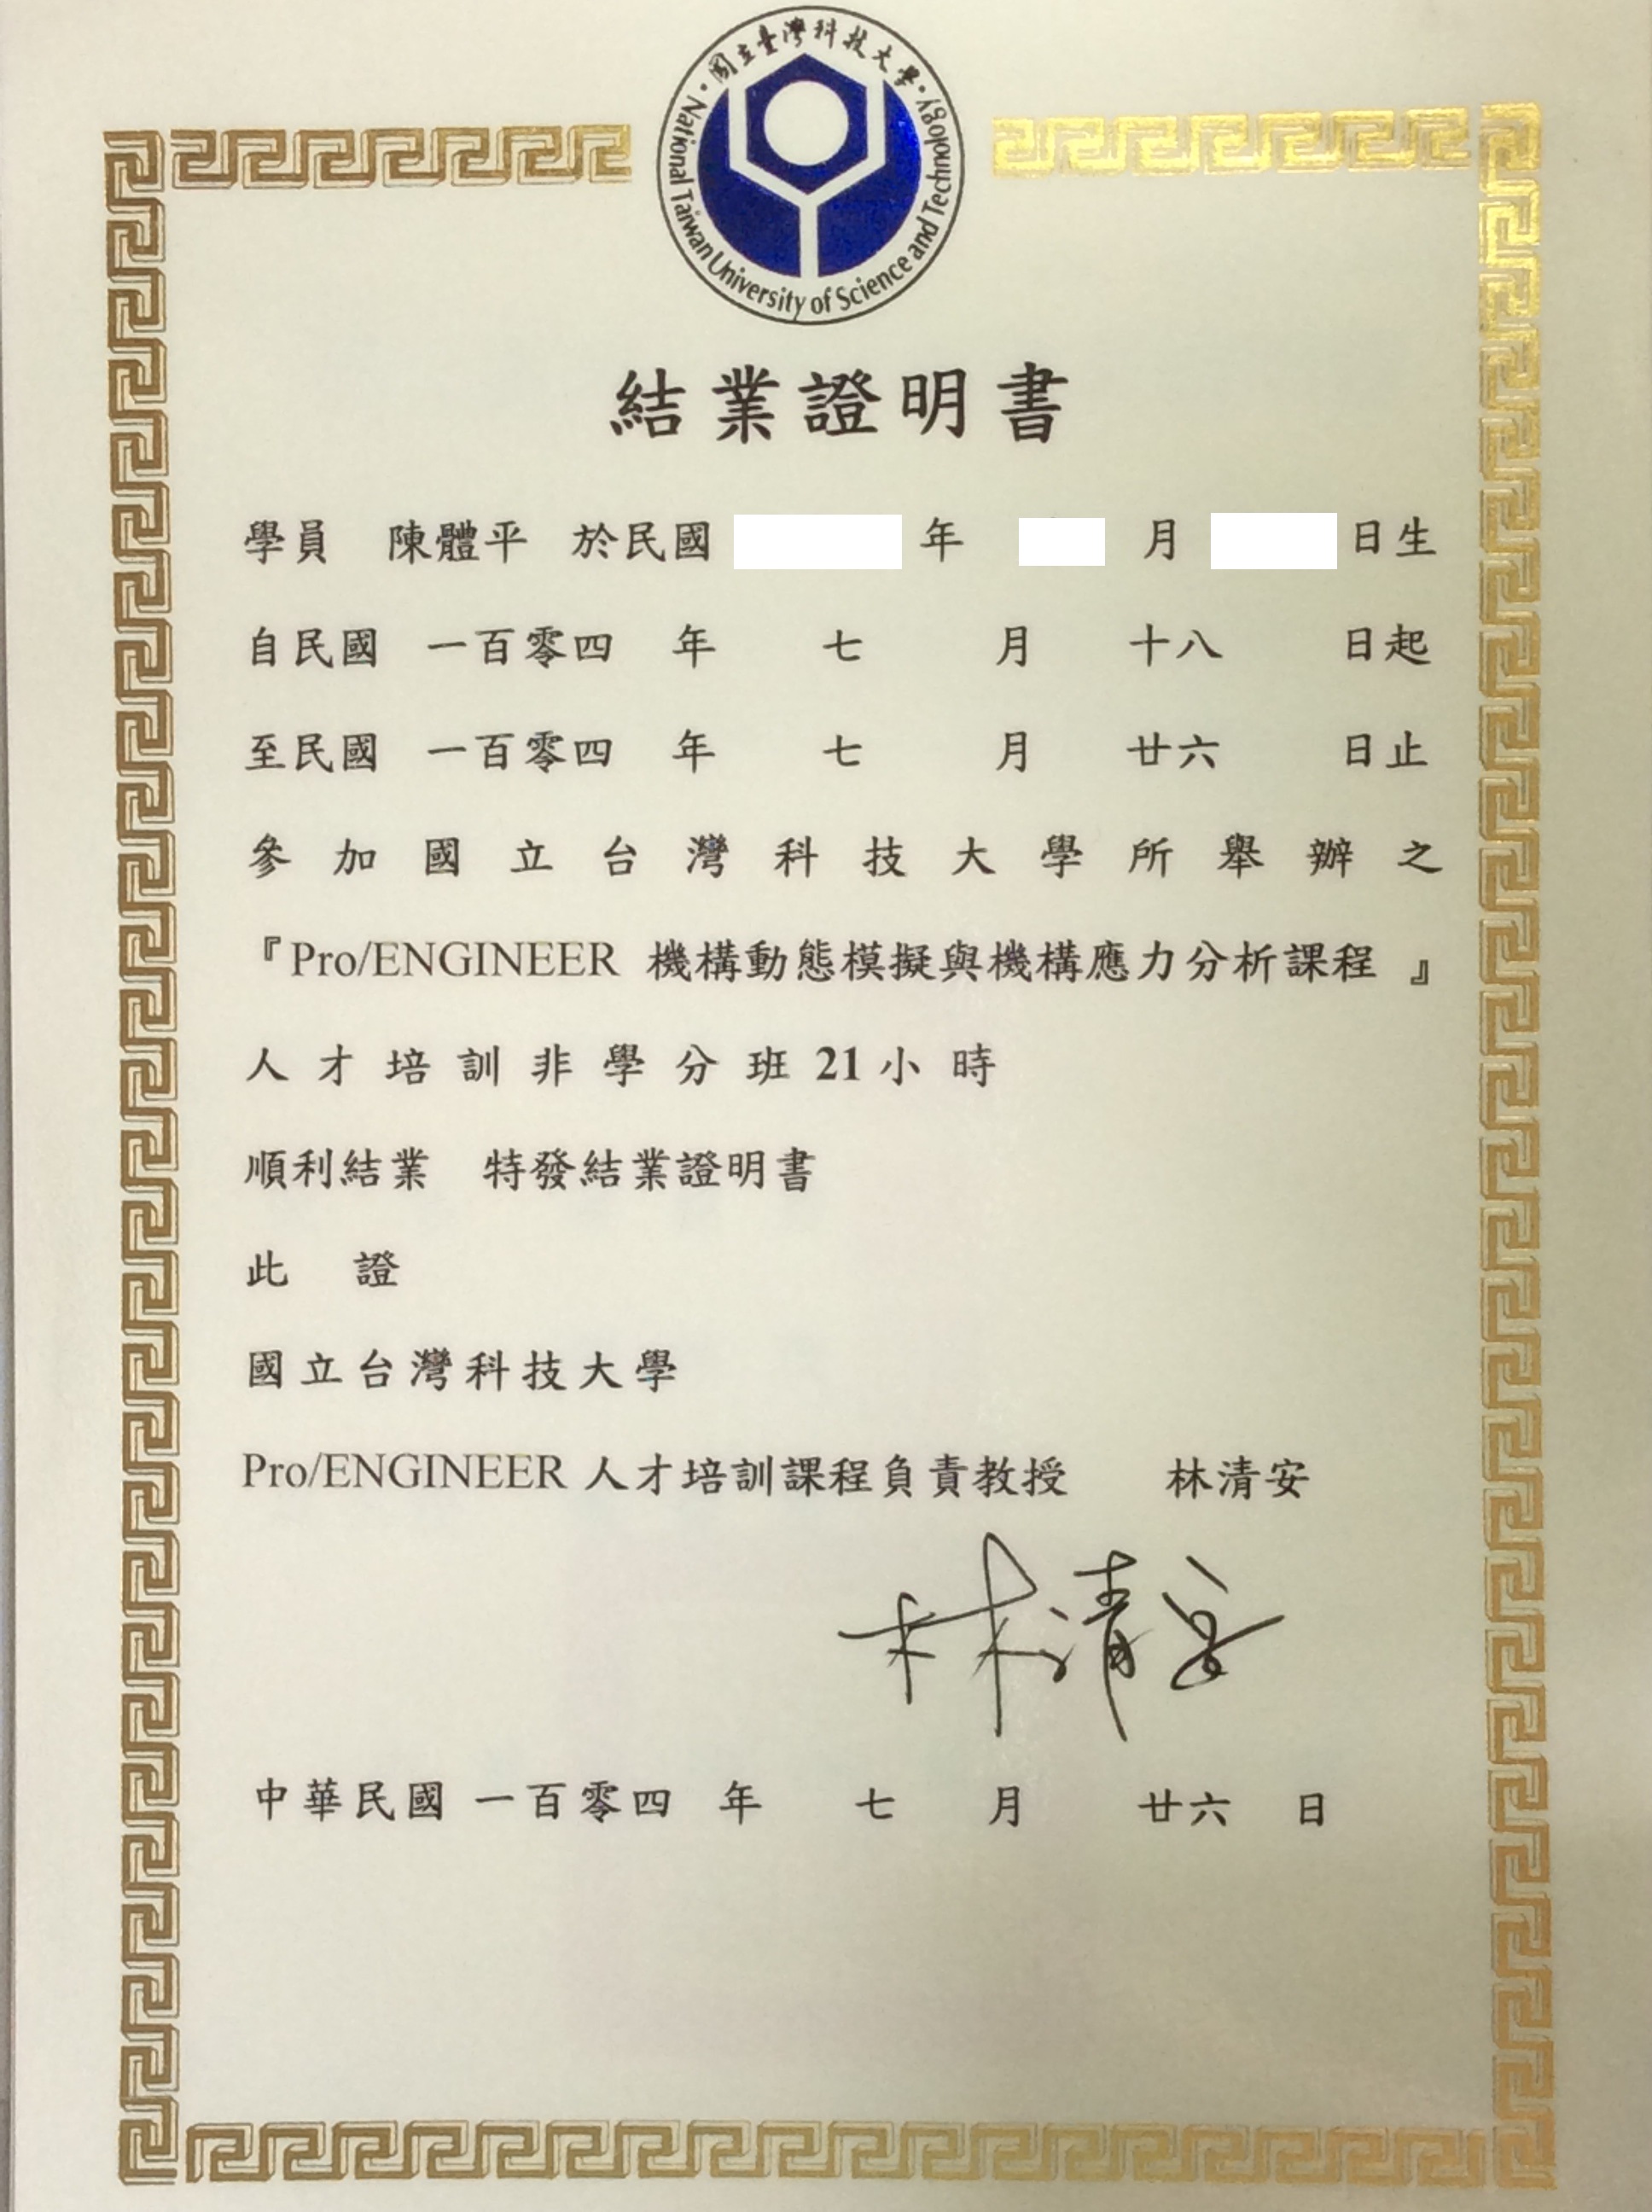 國立臺灣科技大學
National Taiwan University of Science and Technology
結業證明書
學員 陳體平 於民國 年 月 日生
自民國 一百零四 年 七 月 十八 日起
至民國 一百零四 年 七 月 廿六 日止
參加國立台灣科技大學所舉辦之
『Pro/ENGINEER 機構動態模擬與機構應力分析課程』
人才培訓非學分班21小時
順利結業 特發結業證明書
此 證
國立台灣科技大學
Pro/ENGINEER 人才培訓課程負責教授 林清安
林清安
中華民國 一百零四 年 七 月 廿六 日